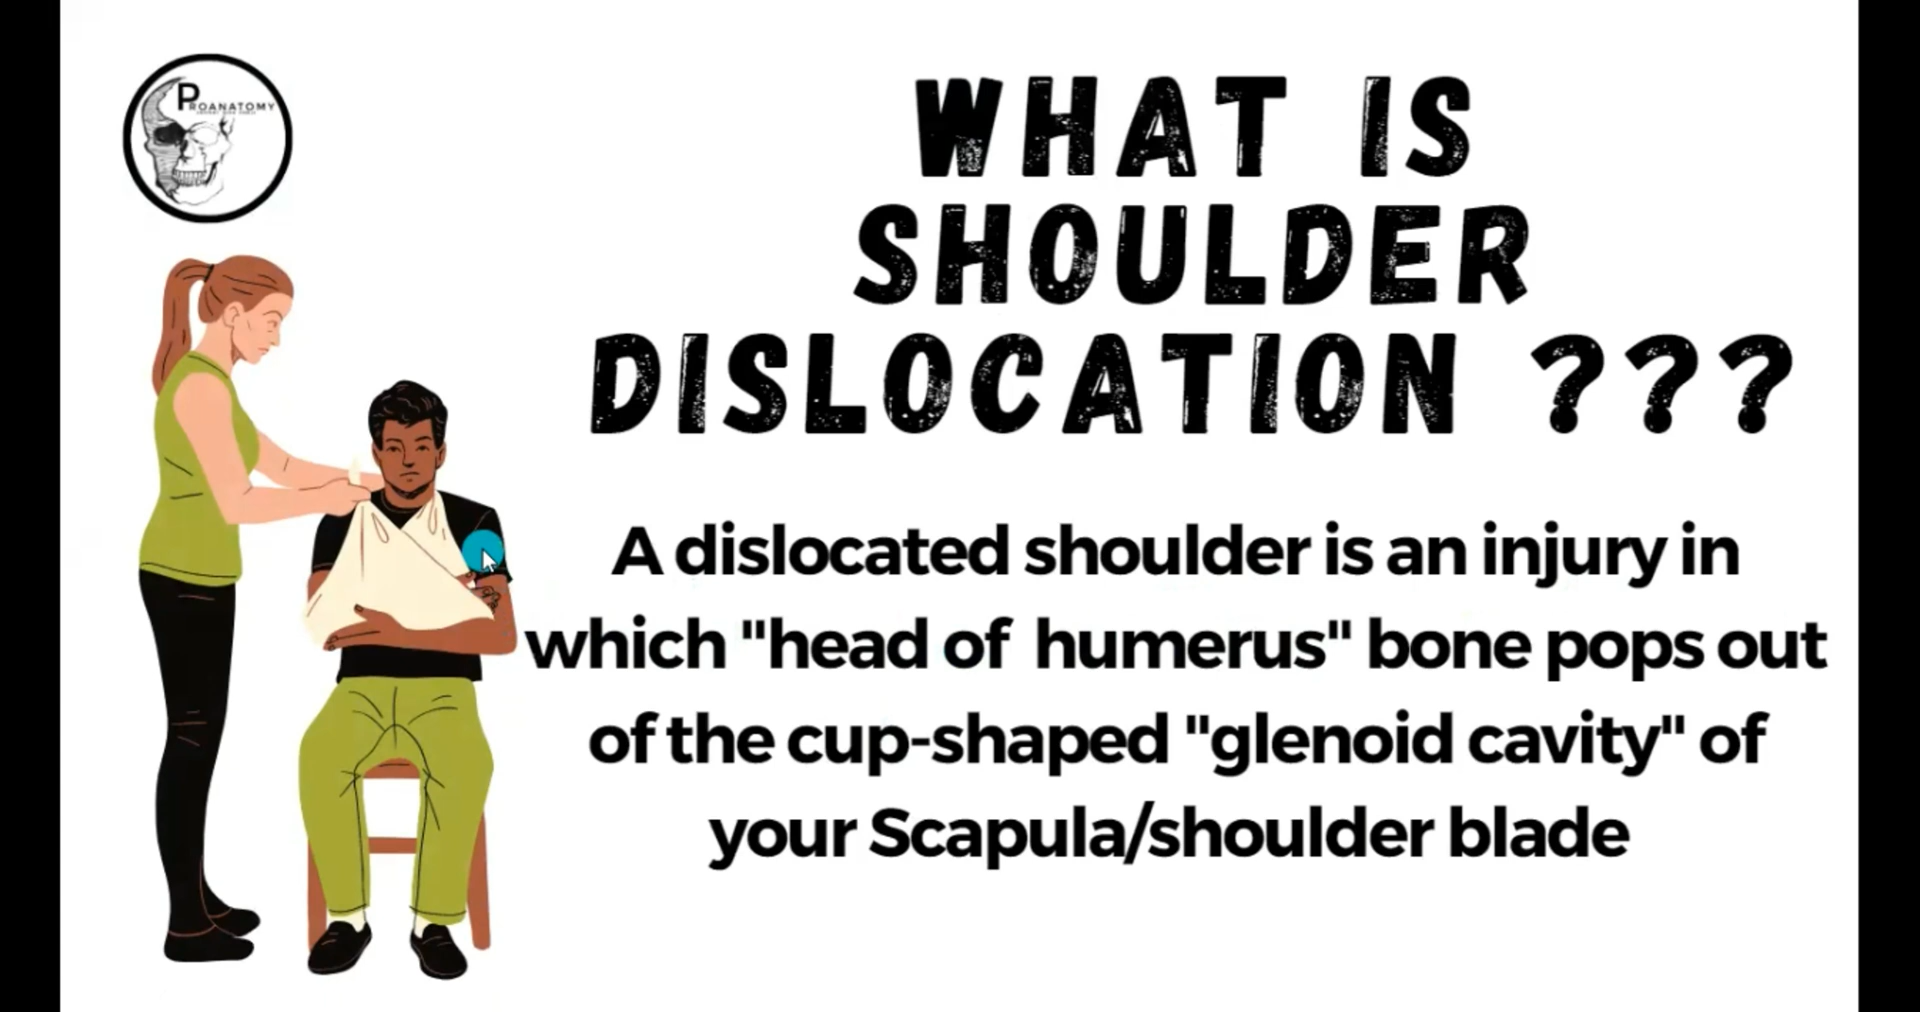 PROANATOMY
WHAT IS
SHOULDER
DISLOCATION ???
A dislocated shoulder is an injury in
which "head of humerus" bone pops out
of the cup-shaped "glenoid cavity" of
your Scapula/shoulder blade